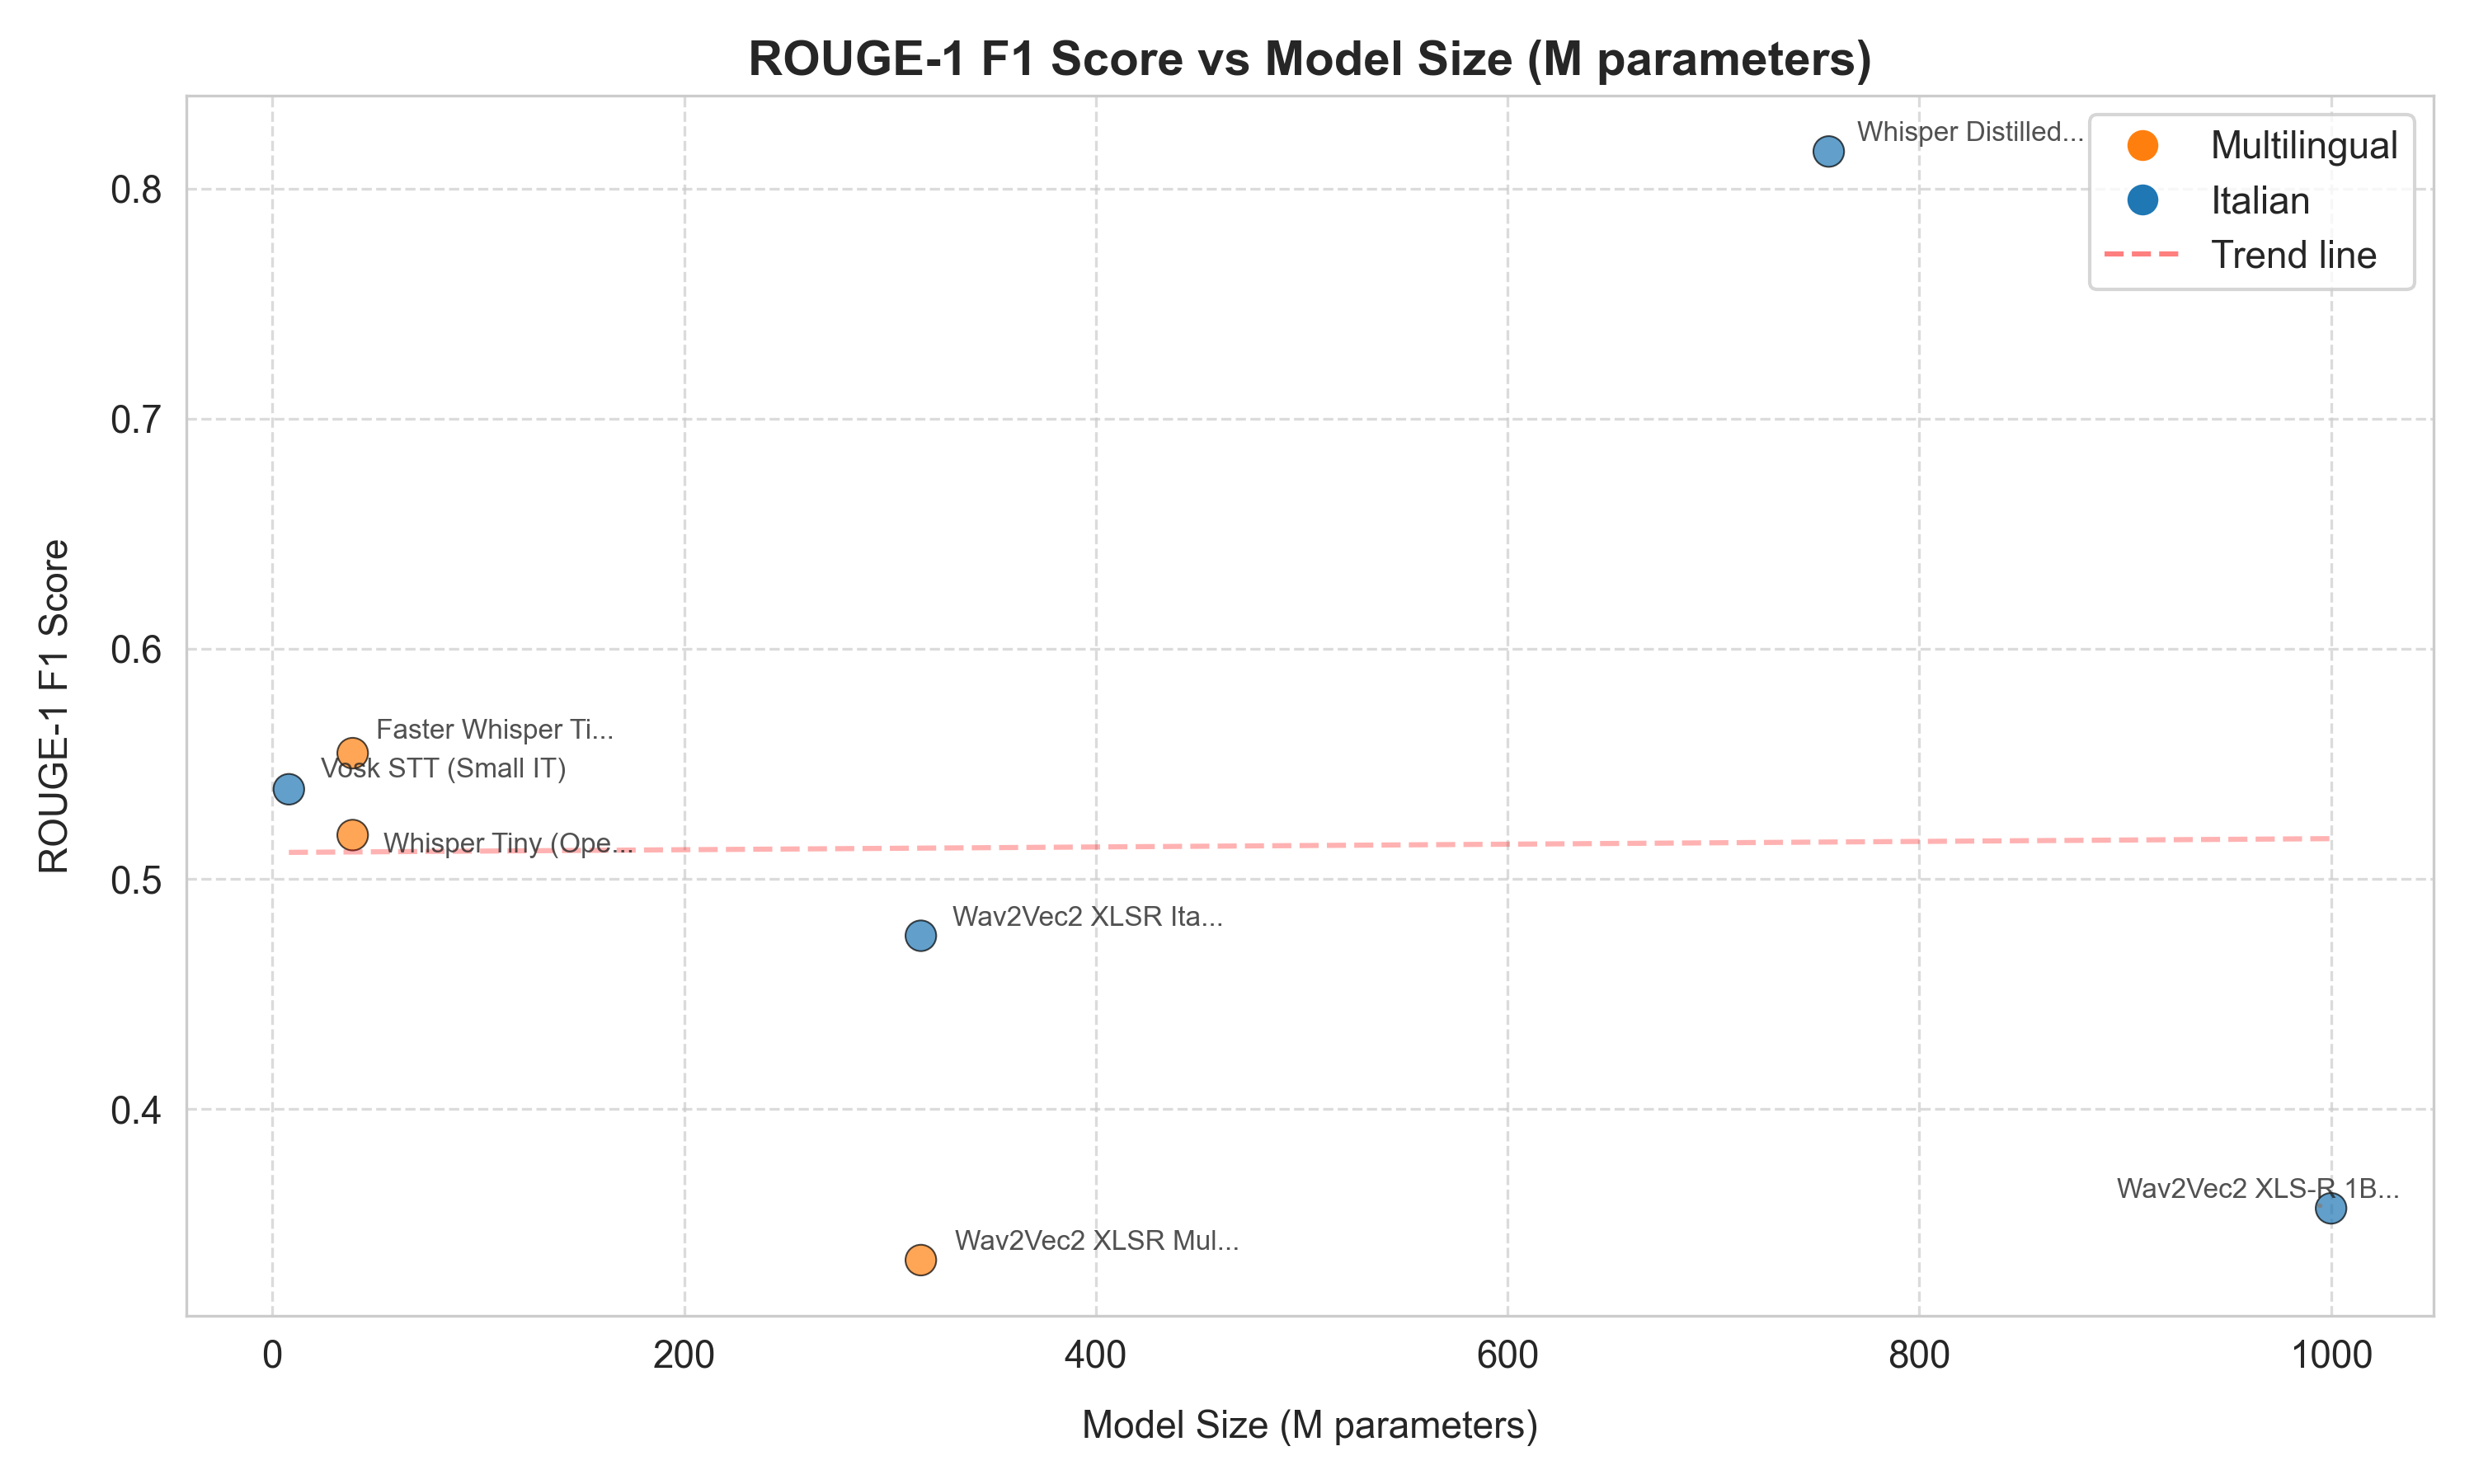 ROUGE-1 F1 Score vs Model Size (M parameters)
Multilingual
Italian
Trend line
Whisper Distilled...
Faster Whisper Ti...
Vosk STT (Small IT)
Whisper Tiny (Ope...
Wav2Vec2 XLSR Ita...
Wav2Vec2 XLS-R 1B...
Wav2Vec2 XLSR Mul...
ROUGE-1 F1 Score
0.8
0.7
0.6
0.5
0.4
0 200 400 600 800 1000
Model Size (M parameters)